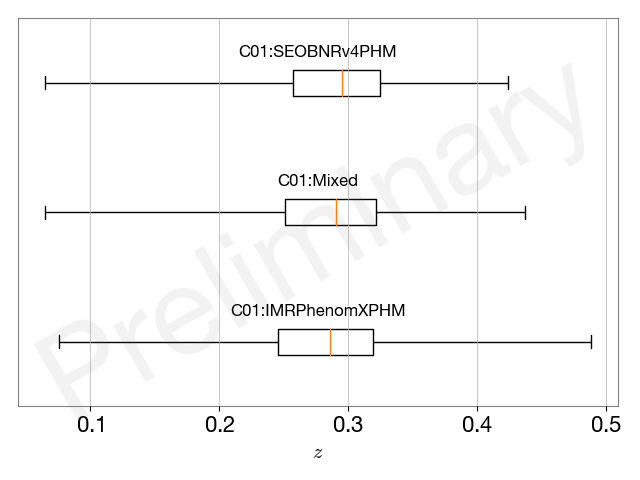 C01:SEOBNRv4PHM
C01:Mixed
C01:IMRPhenomXPHM
Preliminary
0.1 0.2 0.3 0.4 0.5
z